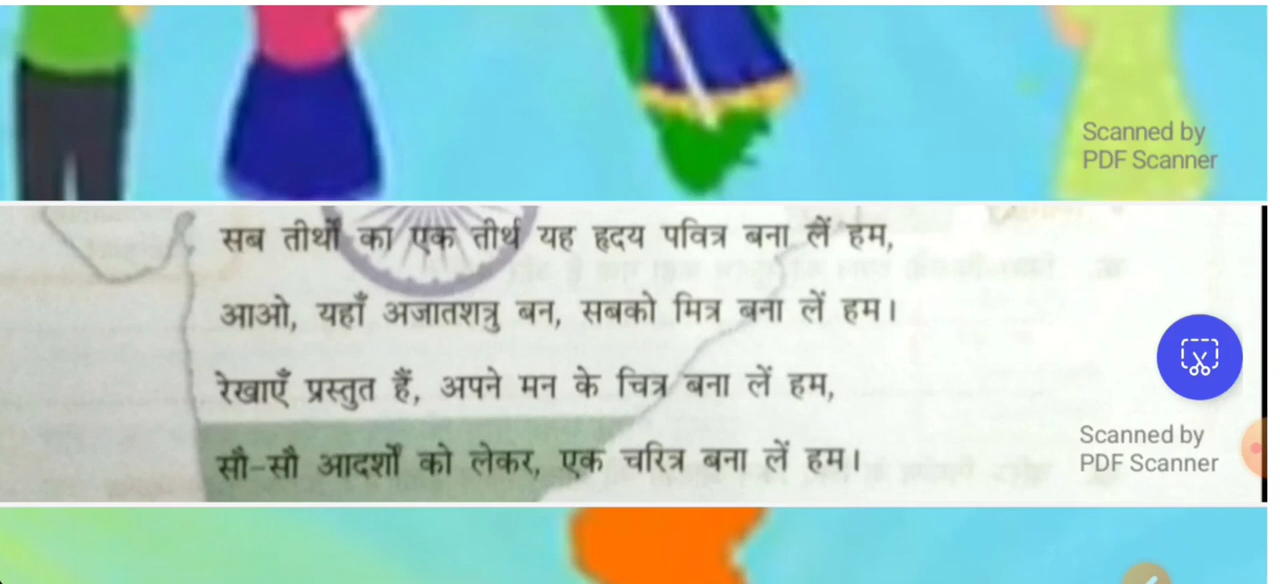 Scanned by
PDF Scanner
सब तीर्थों का एक तीर्थ यह हृदय पवित्र बना लें हम,
आओ, यहाँ अजातशत्रु बन, सबको मित्र बना लें हम।
रेखाएँ प्रस्तुत हैं, अपने मन के चित्र बना लें हम,
सौ-सौ आदर्शों को लेकर, एक चरित्र बना लें हम।
Scanned by
PDF Scanner